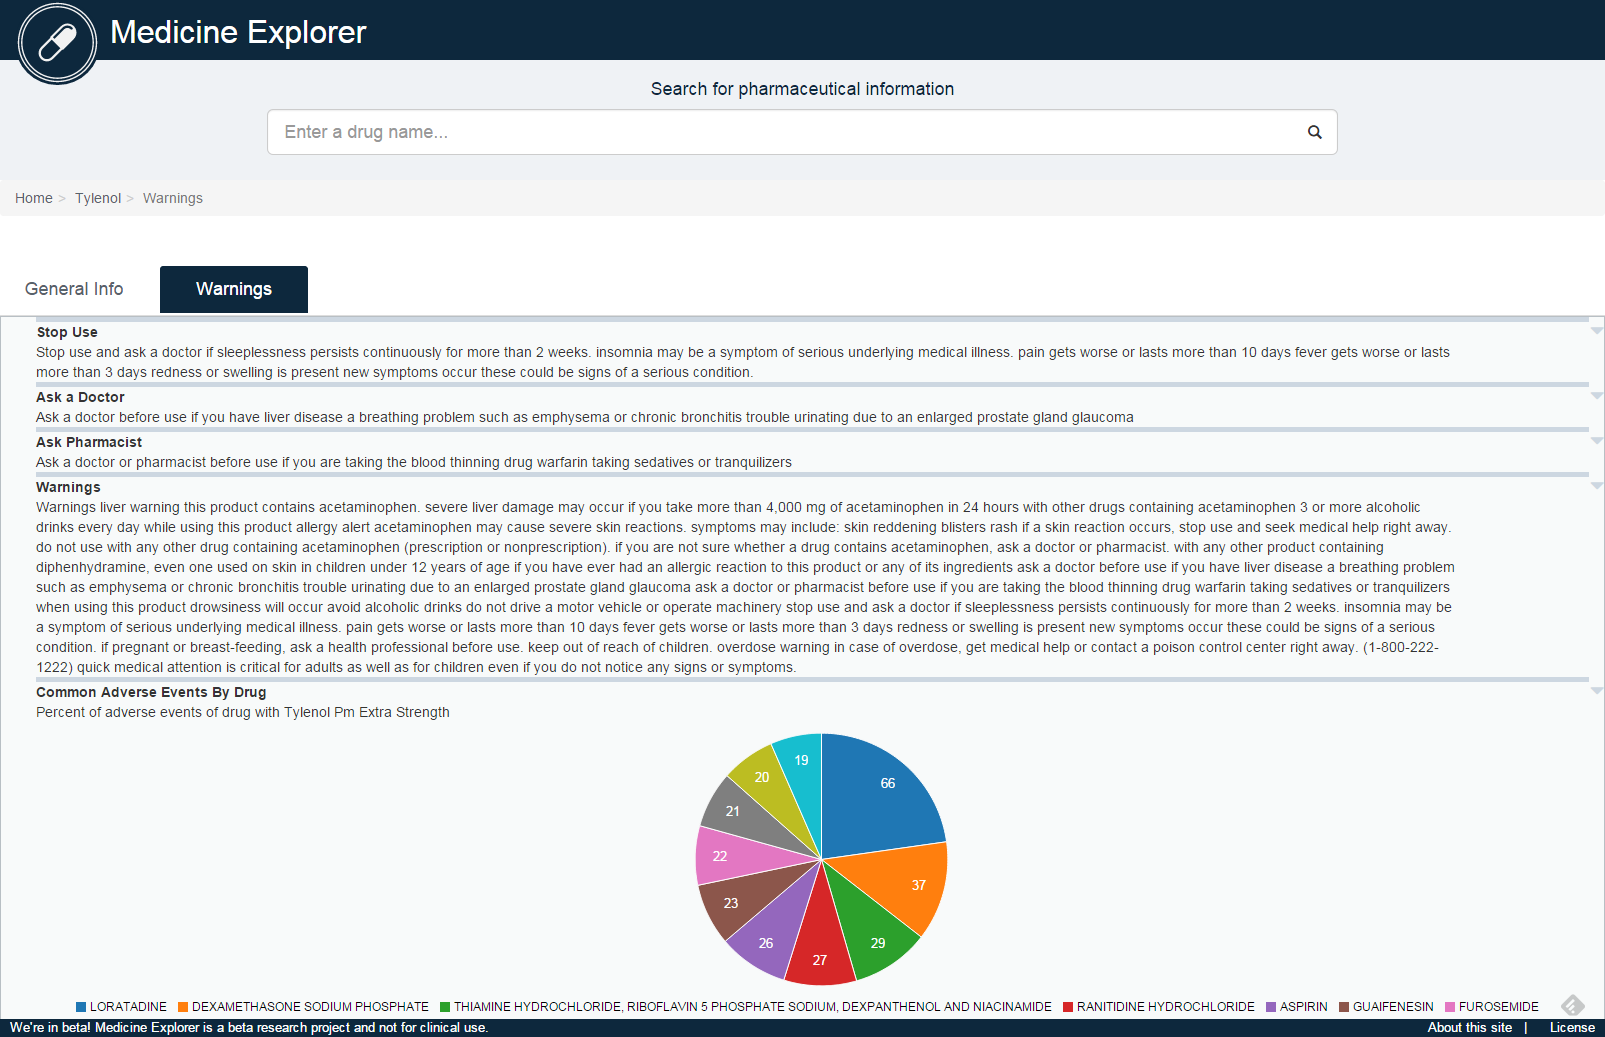 Medicine Explorer
Search for pharmaceutical information
Enter a drug name...
Home > Tylenol > Warnings
General Info
Warnings
Stop Use
Stop use and ask a doctor if sleeplessness persists continuously for more than 2 weeks. insomnia may be a symptom of serious underlying medical illness. pain gets worse or lasts more than 10 days fever gets worse or lasts
more than 3 days redness or swelling is present new symptoms occur these could be signs of a serious condition.
Ask a Doctor
Ask a doctor before use if you have liver disease a breathing problem such as emphysema or chronic bronchitis trouble urinating due to an enlarged prostate gland glaucoma
Ask Pharmacist
Ask a doctor or pharmacist before use if you are taking the blood thinning drug warfarin taking sedatives or tranquilizers
Warnings
Warnings liver warning this product contains acetaminophen. severe liver damage may occur if you take more than 4,000 mg of acetaminophen in 24 hours with other drugs containing acetaminophen 3 or more alcoholic
drinks every day while using this product allergy alert acetaminophen may cause severe skin reactions. symptoms may include: skin reddening blisters rash if a skin reaction occurs, stop use and seek medical help right away.
do not use with any other drug containing acetaminophen (prescription or nonprescription). if you are not sure whether a drug contains acetaminophen, ask a doctor or pharmacist. with any other product containing
diphenhydramine, even one used on skin in children under 12 years of age if you have ever had an allergic reaction to this product or any of its ingredients ask a doctor before use if you have liver disease a breathing problem
such as emphysema or chronic bronchitis trouble urinating due to an enlarged prostate gland glaucoma ask a doctor or pharmacist before use if you are taking the blood thinning drug warfarin taking sedatives or tranquilizers
when using this product drowsiness will occur avoid alcoholic drinks do not drive a motor vehicle or operate machinery stop use and ask a doctor if sleeplessness persists continuously for more than 2 weeks. insomnia may be
a symptom of serious underlying medical illness. pain gets worse or lasts more than 10 days fever gets worse or lasts more than 3 days redness or swelling is present new symptoms occur these could be signs of a serious
condition. if pregnant or breast-feeding, ask a health professional before use. keep out of reach of children. overdose warning in case of overdose, get medical help or contact a poison control center right away. (1-800-222-
1222) quick medical attention is critical for adults as well as for children even if you do not notice any signs or symptoms.
Common Adverse Events By Drug
Percent of adverse events of drug with Tylenol Pm Extra Strength
66
37
29
27
26
23
22
21
20
19
LORATADINE DEXAMETHASONE SODIUM PHOSPHATE THIAMINE HYDROCHLORIDE, RIBOFLAVIN 5 PHOSPHATE SODIUM, DEXPANTHENOL AND NIACINAMIDE RANITIDINE HYDROCHLORIDE ASPIRIN GUAIFENESIN FUROSEMIDE
We're in beta! Medicine Explorer is a beta research project and not for clinical use.
About this site | License